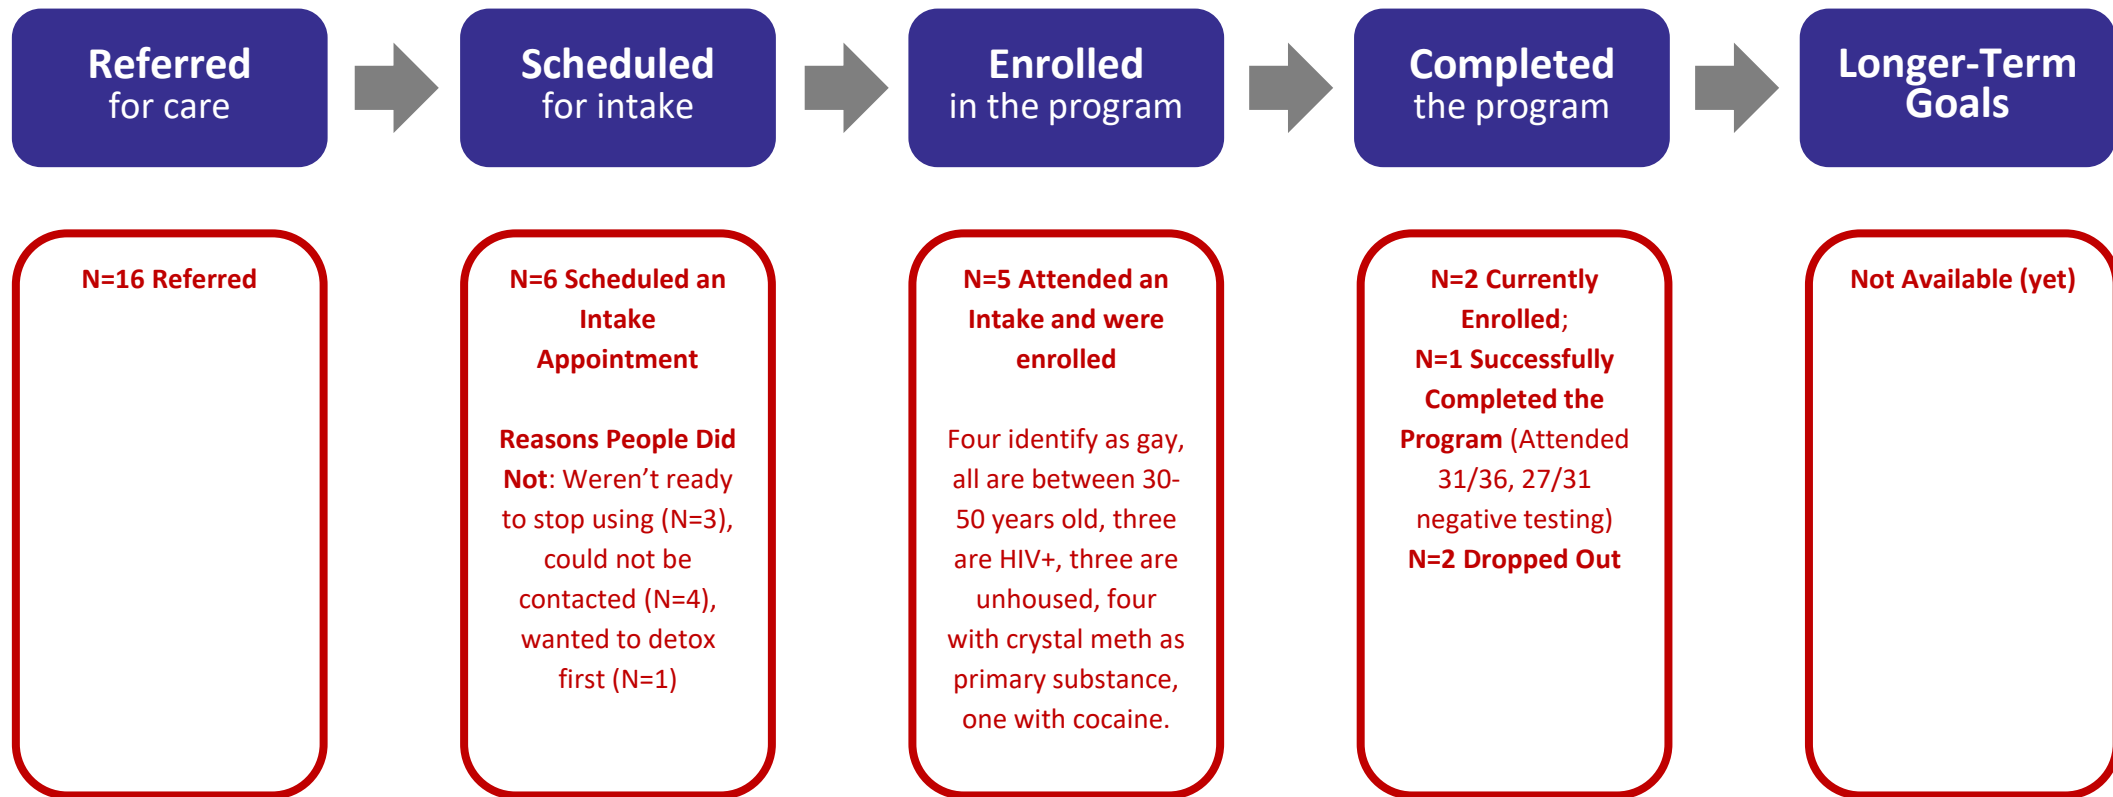 Referred
for care
Scheduled
for intake
Enrolled
in the program
Completed
the program
Longer-Term
Goals
N=16 Referred
N=6 Scheduled an
Intake
Appointment
Reasons People Did
Not: Weren’t ready
to stop using (N=3),
could not be
contacted (N=4),
wanted to detox
first (N=1)
N=5 Attended an
Intake and were
enrolled
Four identify as gay,
all are between 30-
50 years old, three
are HIV+, three are
unhoused, four
with crystal meth as
primary substance,
one with cocaine.
N=2 Currently
Enrolled;
N=1 Successfully
Completed the
Program (Attended
31/36, 27/31
negative testing)
N=2 Dropped Out
Not Available (yet)